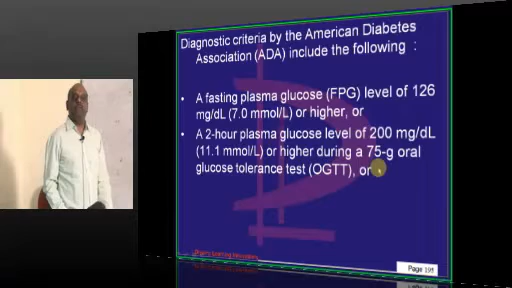 Diagnostic criteria by the American Diabetes
Association (ADA) include the following :
• A fasting plasma glucose (FPG) level of 126
mg/dL (7.0 mmol/L) or higher, or
• A 2-hour plasma glucose level of 200 mg/dL
(11.1 mmol/L) or higher during a 75-g oral
glucose tolerance test (OGTT), or
Page 195